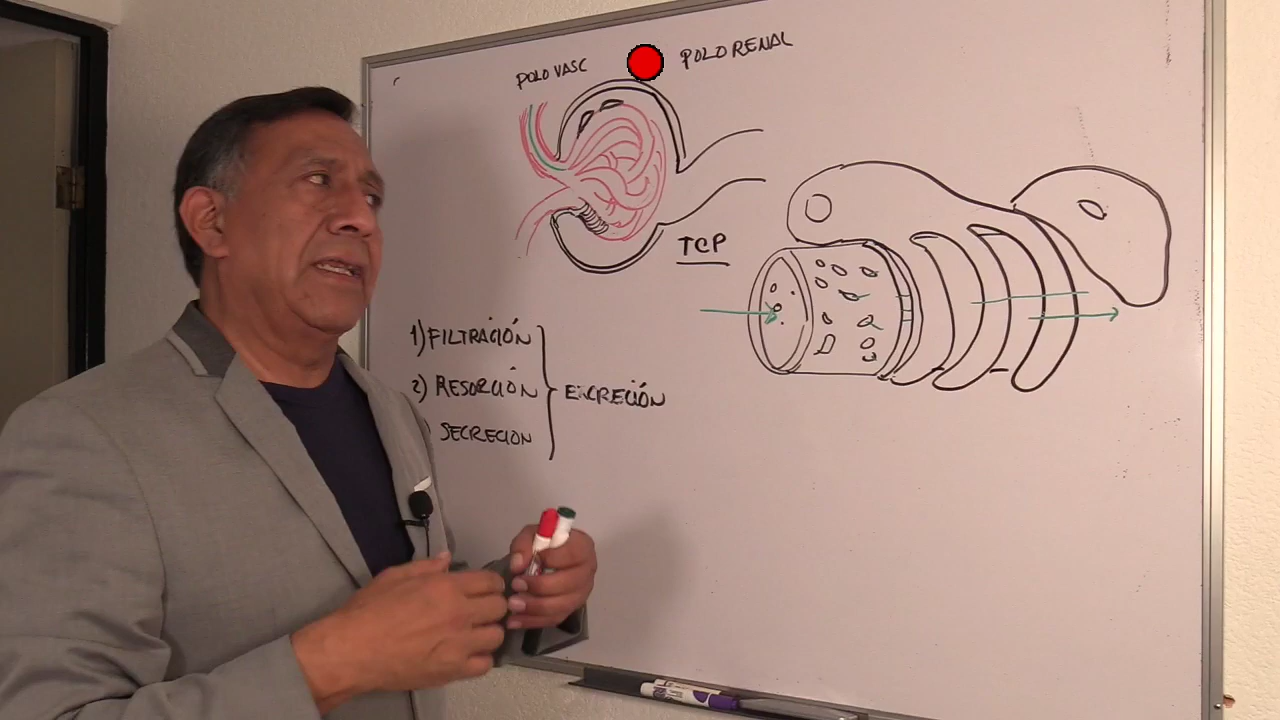 POLO VASC
POLO RENAL
TCP
1) FILTRACIÓN
2) RESORCIÓN
) SECRECION
EXCRECIÓN